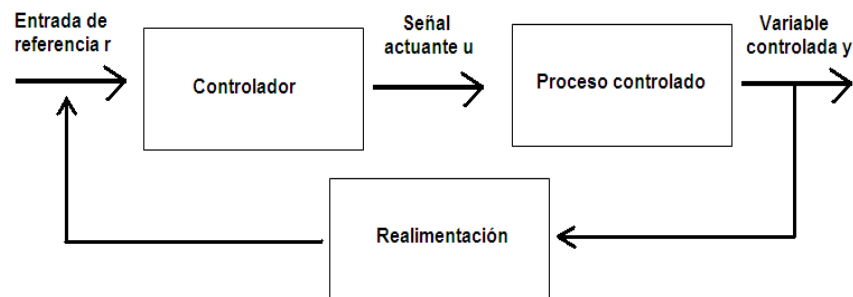 Entrada de
referencia r
Controlador
Señal
actuante u
Proceso controlado
Variable
controlada y
Realimentación